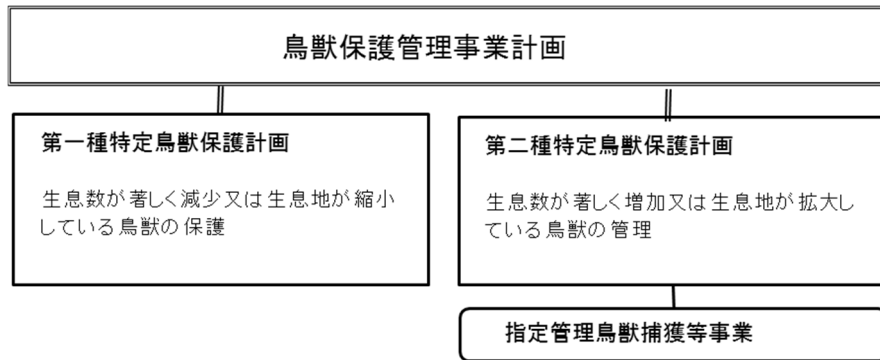 鳥獣保護管理事業計画
第一種特定鳥獣保護計画
生息数が著しく減少又は生息地が縮小
している鳥獣の保護
第二種特定鳥獣保護計画
生息数が著しく増加又は生息地が拡大し
ている鳥獣の管理
指定管理鳥獣捕獲等事業